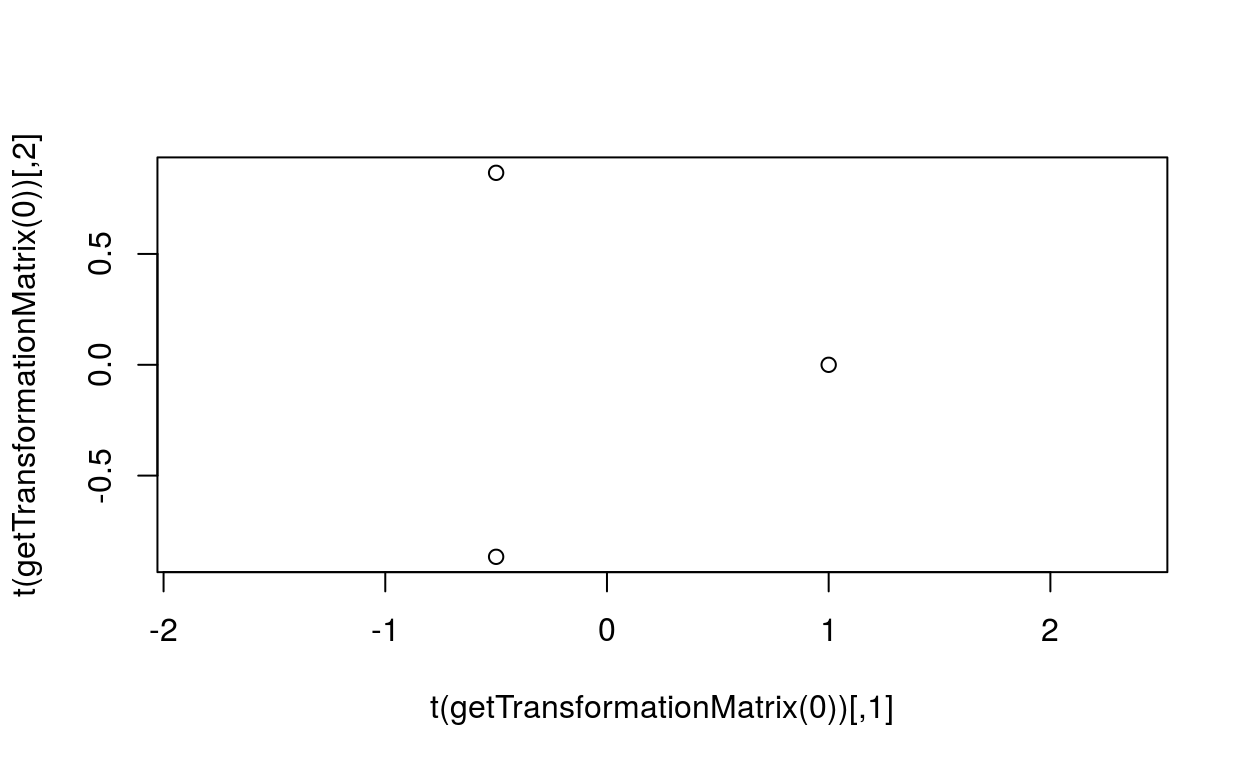 t(getTransformationMatrix(0))[,2]
0.5
0.0
-0.5
-2 -1 0 1 2
t(getTransformationMatrix(0))[,1]